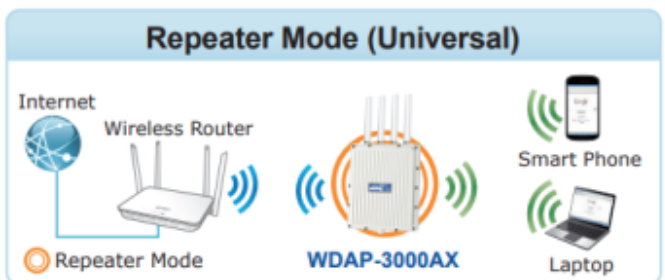 Repeater Mode (Universal)
Internet
Wireless Router
Smart Phone
Repeater Mode
WDAP-3000AX
Laptop